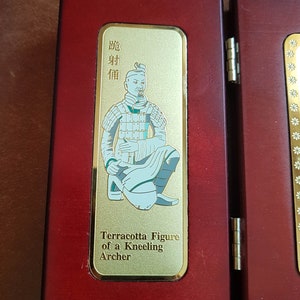 跪射俑
Terracotta Figure
of a Kneeling
Archer